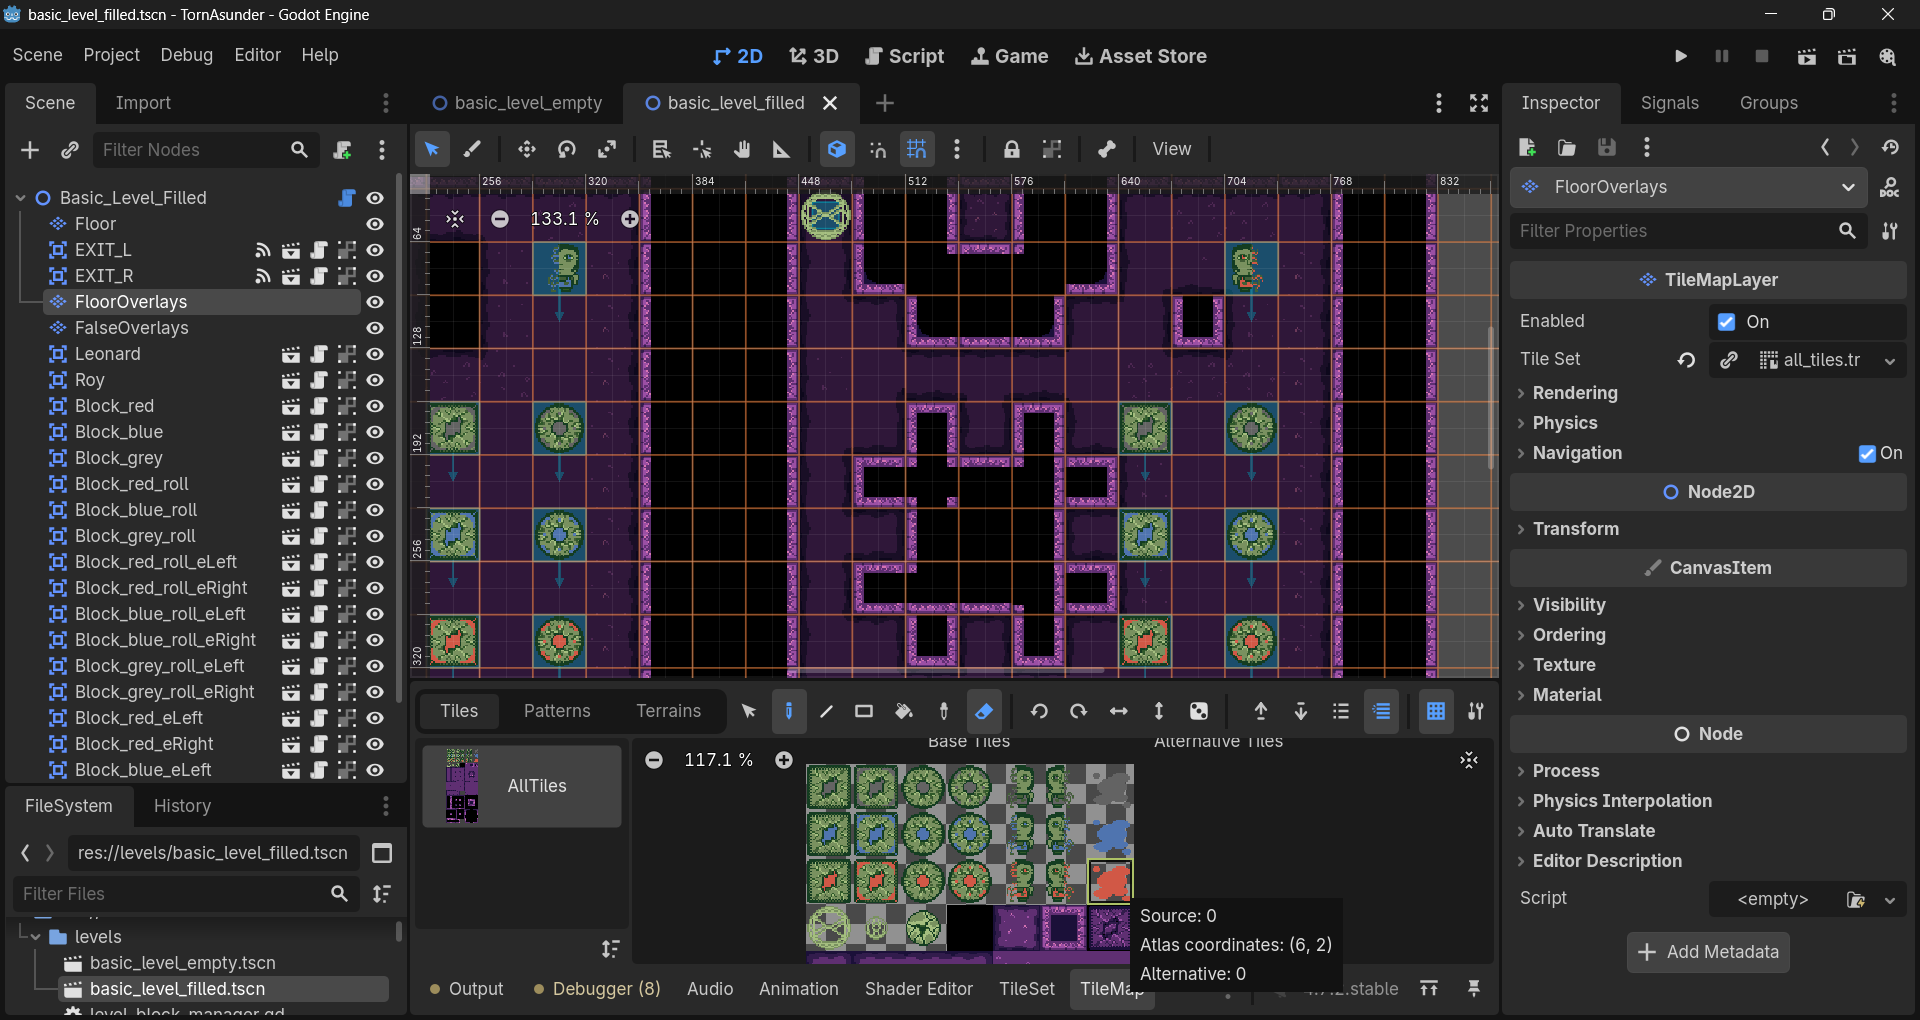 basic_level_filled.tscn - TornAsunder - Godot Engine
Scene Project Debug Editor Help
2D 3D Script Game Asset Store
Scene Import
basic_level_empty basic_level_filled
Inspector Signals Groups
Filter Nodes
View
FloorOverlays
Filter Properties
Basic_Level_Filled
Floor
EXIT_L
EXIT_R
FloorOverlays
FalseOverlays
Leonard
Roy
Block_red
Block_blue
Block_grey
Block_red_roll
Block_blue_roll
Block_grey_roll
Block_red_roll_eLeft
Block_red_roll_eRight
Block_blue_roll_eLeft
Block_blue_roll_eRight
Block_grey_roll_eLeft
Block_grey_roll_eRight
Block_red_eLeft
Block_red_eRight
Block_blue_eLeft
256 320 384 448 512 576 640 704 768 832
133.1 %
64
128
192
256
320
TileMapLayer
Enabled On
Tile Set all_tiles.tr
Rendering
Physics
Navigation On
Node2D
Transform
CanvasItem
Visibility
Ordering
Texture
Material
Node
Process
Physics Interpolation
Auto Translate
Editor Description
Script <empty>
Add Metadata
Tiles Patterns Terrains
AllTiles
117.1 %
Base Tiles Alternative Tiles
Source: 0
Atlas coordinates: (6, 2)
Alternative: 0
FileSystem History
res://levels/basic_level_filled.tscn
Filter Files
levels
basic_level_empty.tscn
basic_level_filled.tscn
level_block_manager.gd
Output Debugger (8) Audio Animation Shader Editor TileSet TileMap
.stable